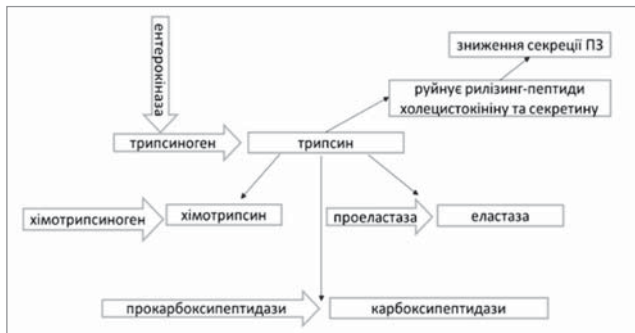 ентерокіназа
зниження секреції ПЗ
руйнує рилізинг-пептиди
холецистокініну та секретину
трипсиноген
трипсин
хімотрипсиноген
хімотрипсин
проеластаза
еластаза
прокарбоксипептидази
карбоксипептидази